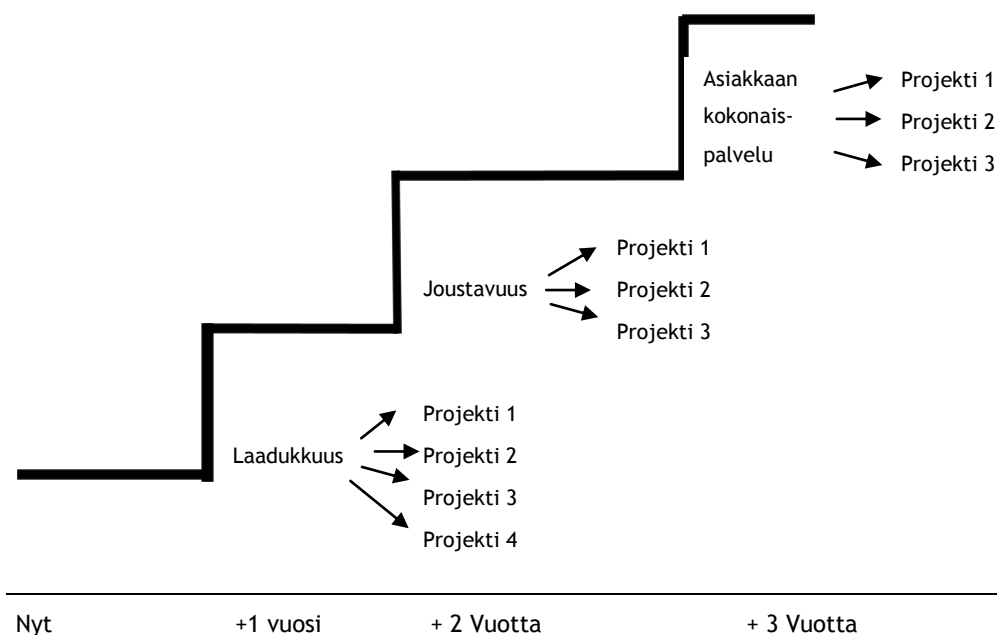 Asiakkaan
kokonais-
palvelu
Projekti 1
Projekti 2
Projekti 3
Joustavuus
Projekti 1
Projekti 2
Projekti 3
Laadukkuus
Projekti 1
Projekti 2
Projekti 3
Projekti 4
Nyt +1 vuosi + 2 Vuotta + 3 Vuotta